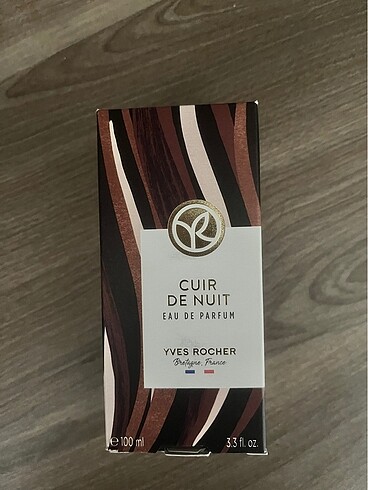 CUIR
DE NUIT
EAU DE PARFUM
YVES ROCHER
Bretagne, France
℮ 100 ml 3.3 fl. oz.